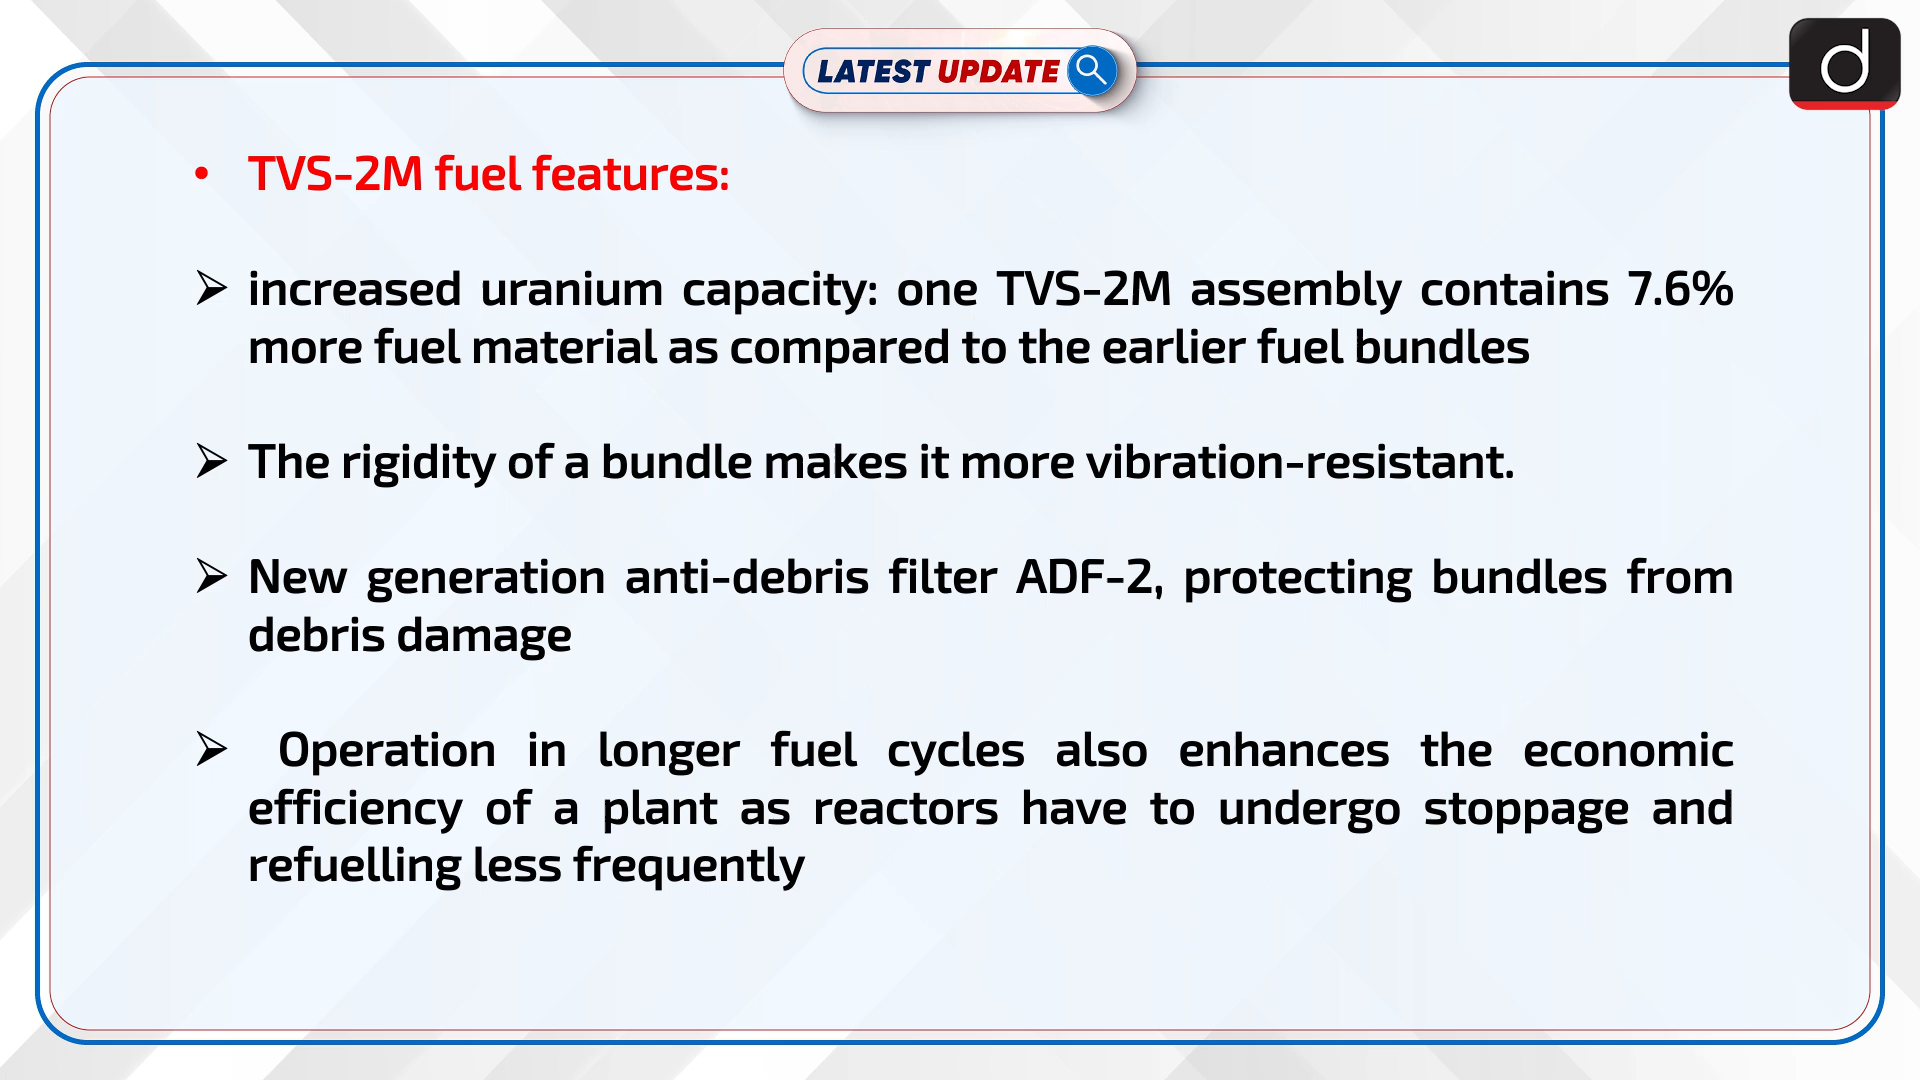 LATEST UPDATE
d
• TVS-2M fuel features:
➢ increased uranium capacity: one TVS-2M assembly contains 7.6%
more fuel material as compared to the earlier fuel bundles
➢ The rigidity of a bundle makes it more vibration-resistant.
➢ New generation anti-debris filter ADF-2, protecting bundles from
debris damage
➢ Operation in longer fuel cycles also enhances the economic
efficiency of a plant as reactors have to undergo stoppage and
refuelling less frequently